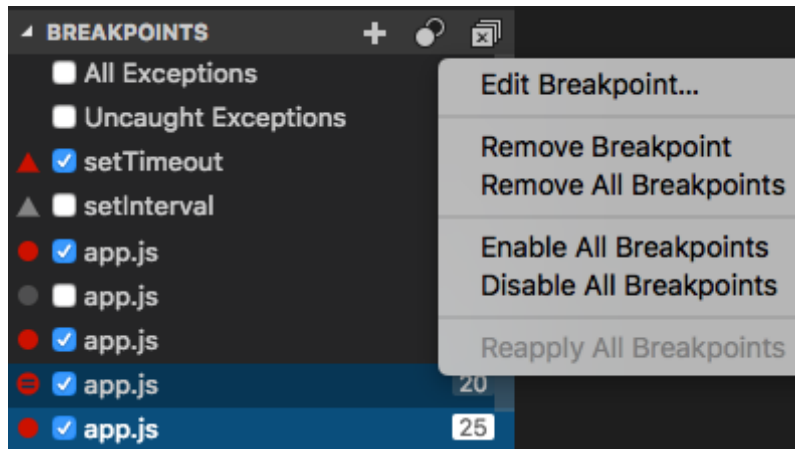 BREAKPOINTS
All Exceptions
Uncaught Exceptions
setTimeout
setInterval
app.js
app.js
app.js
app.js 20
app.js 25
Edit Breakpoint...
Remove Breakpoint
Remove All Breakpoints
Enable All Breakpoints
Disable All Breakpoints
Reapply All Breakpoints